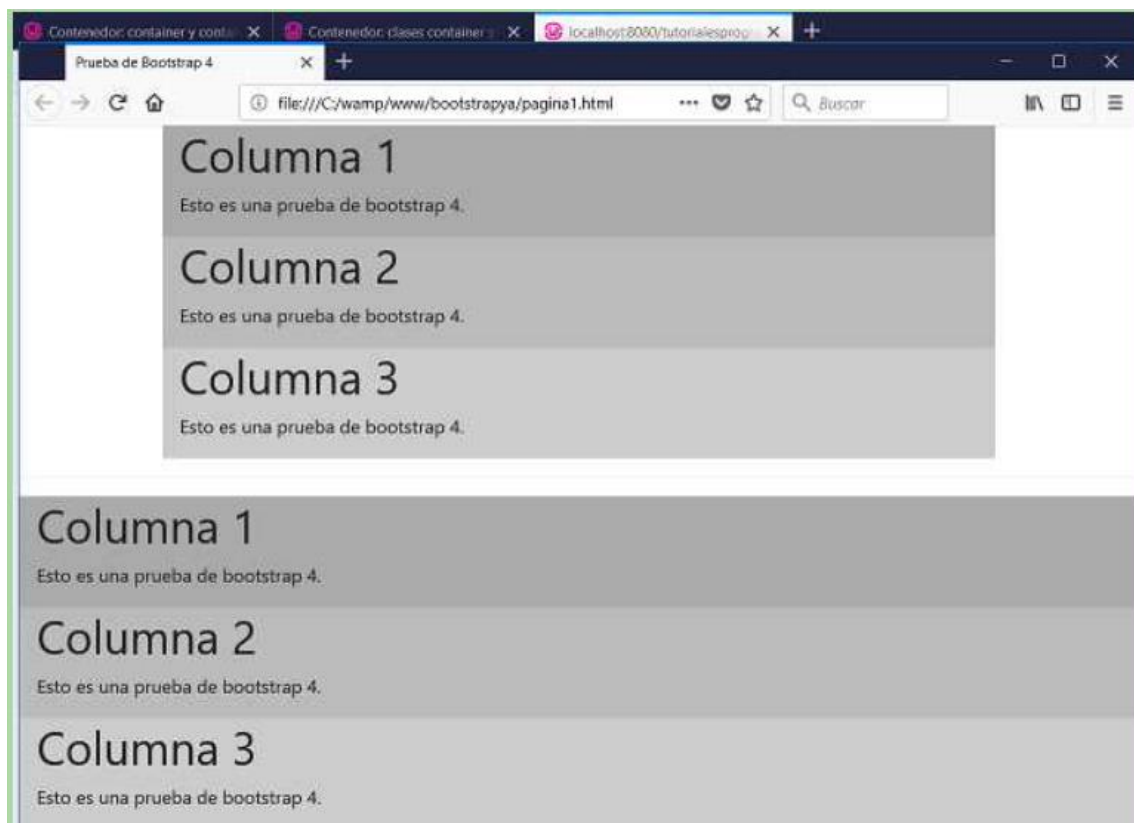 Contenedor: container y conta
Contenedor: clases container
localhost:8080/tutorialesprog
Prueba de Bootstrap 4
file:///C:/wamp/www/bootstrapya/pagina1.html
Buscar
Columna 1
Esto es una prueba de bootstrap 4.
Columna 2
Esto es una prueba de bootstrap 4.
Columna 3
Esto es una prueba de bootstrap 4.
Columna 1
Esto es una prueba de bootstrap 4.
Columna 2
Esto es una prueba de bootstrap 4.
Columna 3
Esto es una prueba de bootstrap 4.